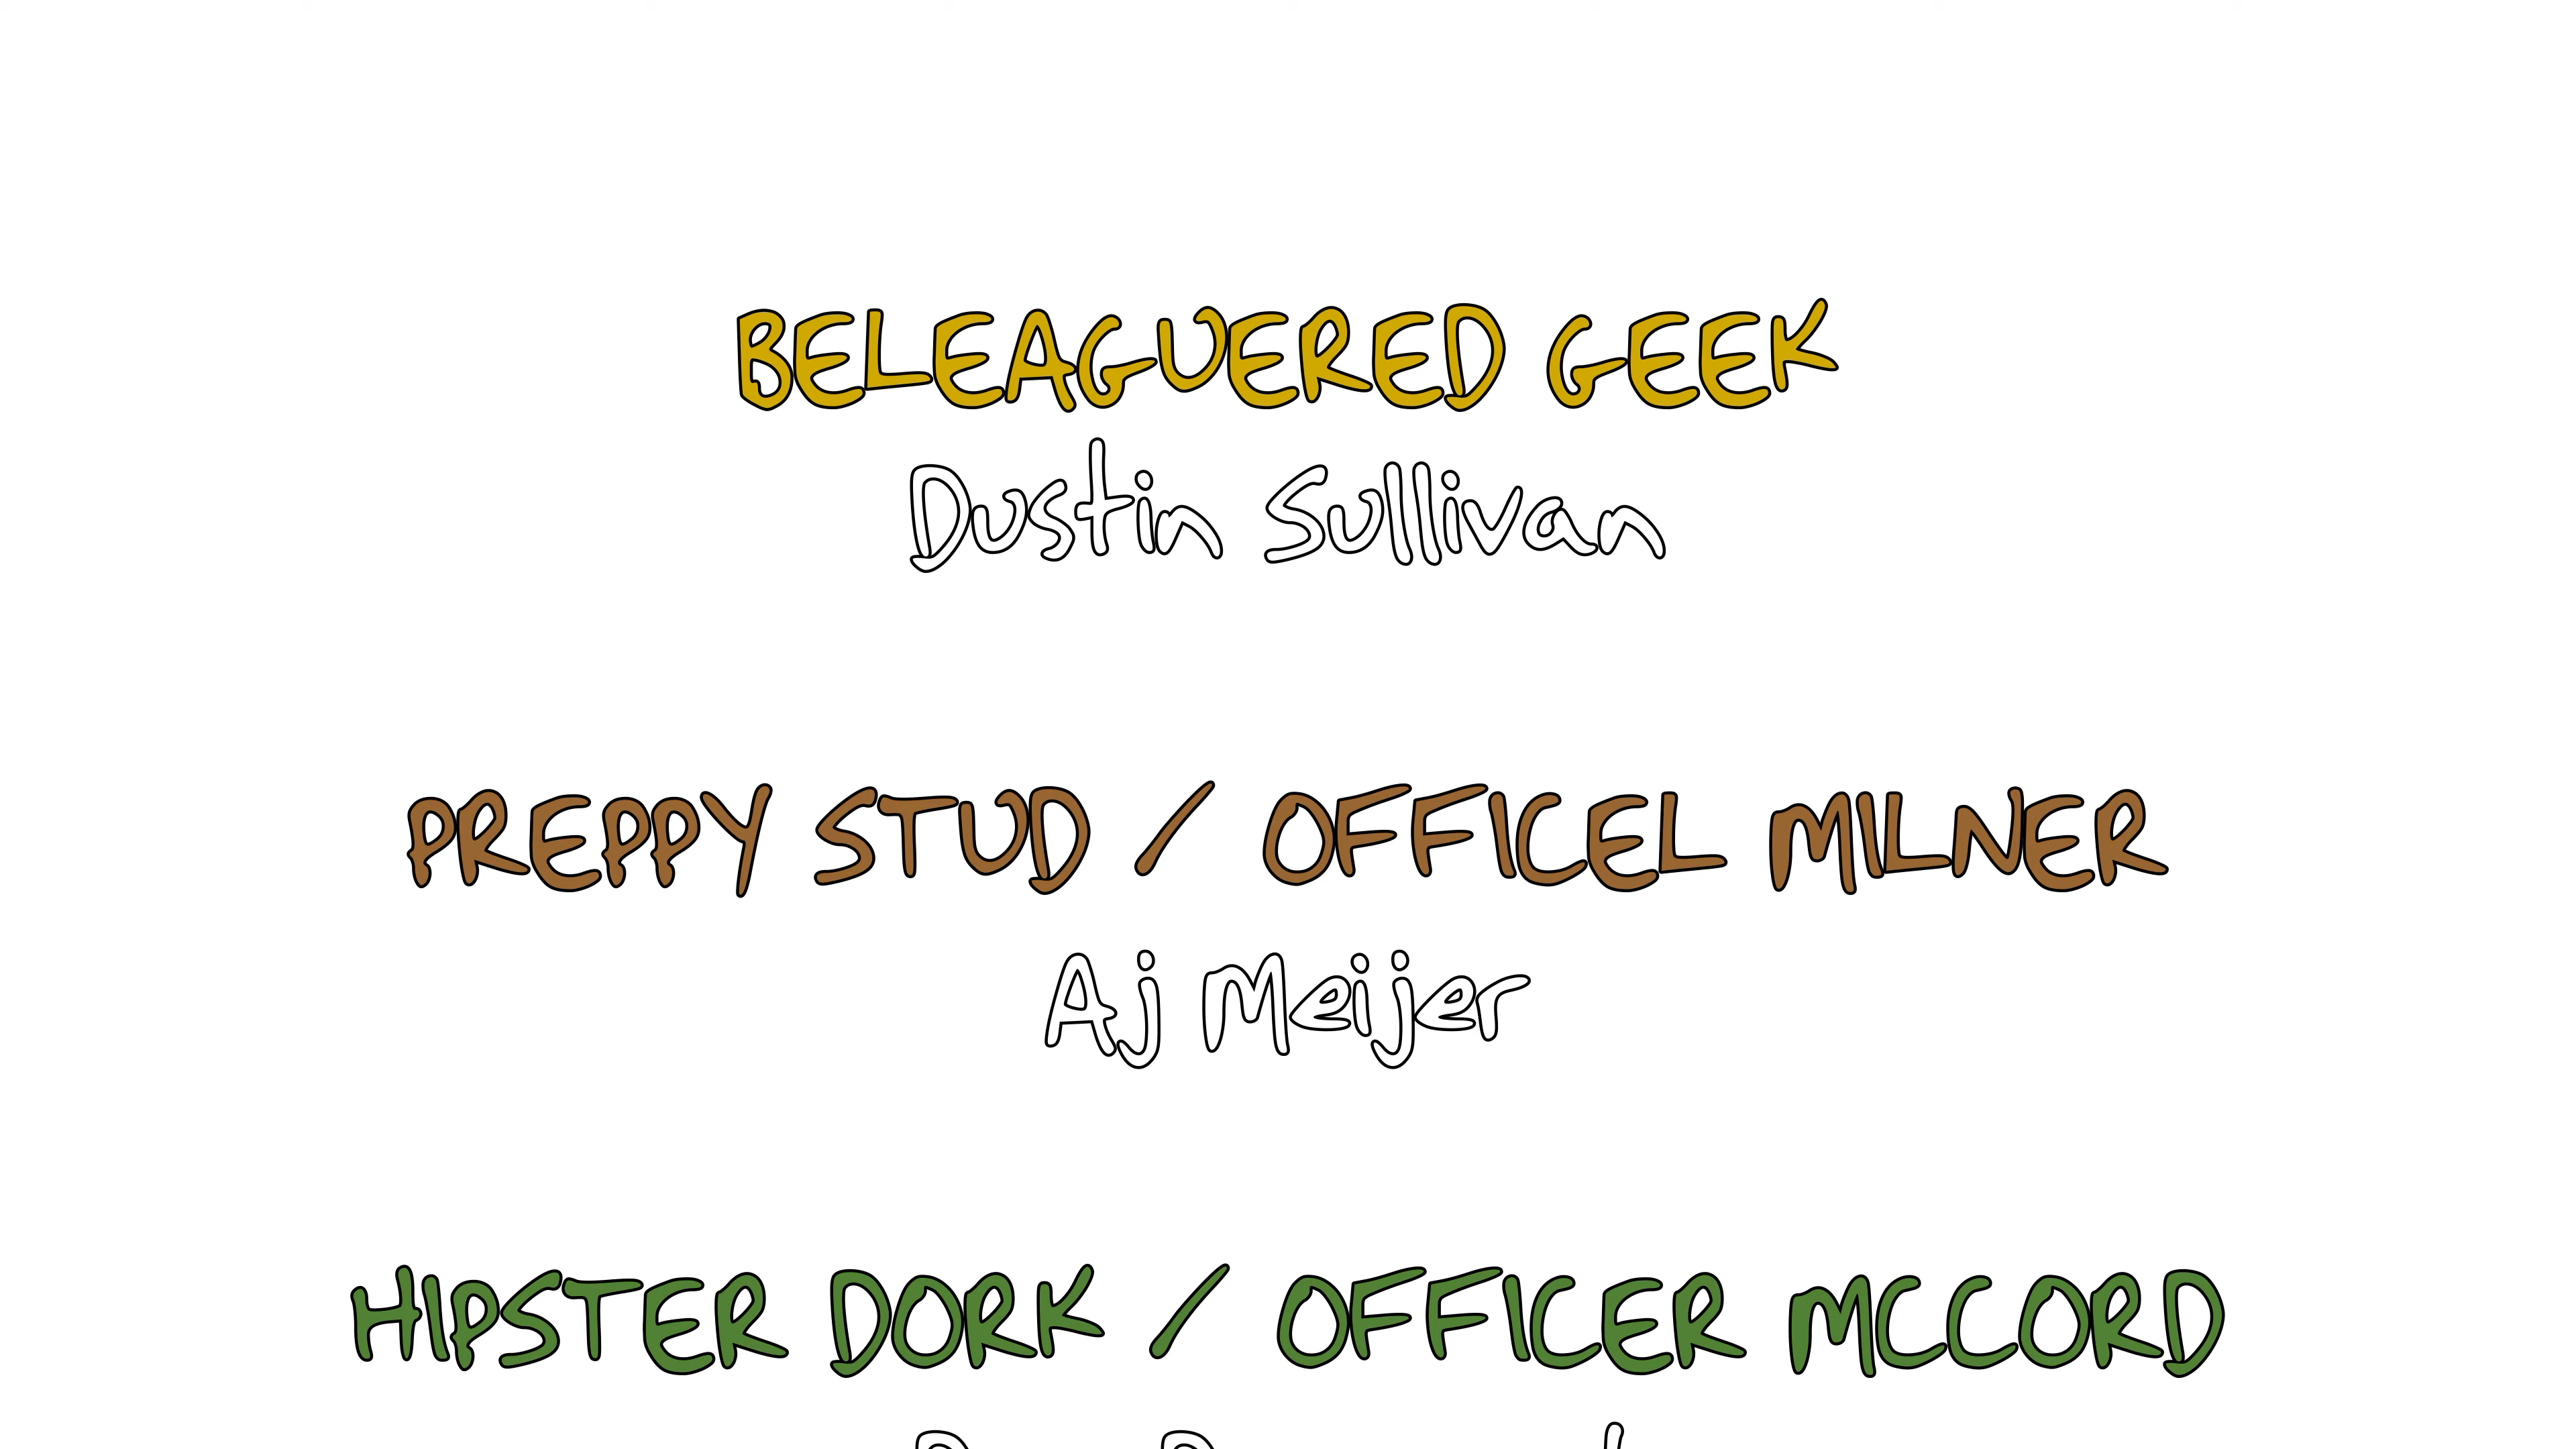 BELEAGUERED GEEK
Dustin Sullivan
PREPPY STUD / OFFICEL MILNER
Aj Meijer
HIPSTER DORK / OFFICER MCCORD